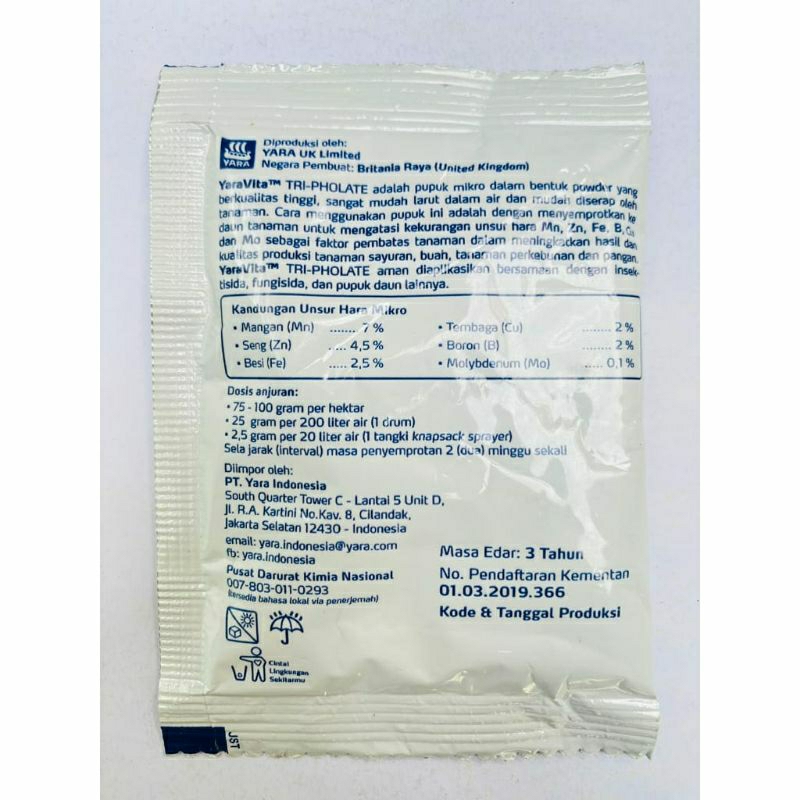 YARA
Diproduksi oleh:
YARA UK Limited
Negara Pembuat: Britania Raya (United Kingdom)
YaraVita™ TRI-PHOLATE adalah pupuk mikro dalam bentuk powder yang
berkualitas tinggi, sangat mudah larut dalam air dan mudah diserap oleh
tanaman. Cara menggunakan pupuk ini adalah dengan menyemprotkan ke
daun tanaman untuk mengatasi kekurangan unsur hara Mn, Zn, Fe, B, Cu
dan Mo sebagai faktor pembatas tanaman dalam meningkatkan hasil dan
kualitas produksi tanaman sayuran, buah, tanaman perkebunan dan pangan.
YaraVita™ TRI-PHOLATE aman diaplikasikan bersamaan dengan insek-
tisida, fungisida, dan pupuk daun lainnya.
Kandungan Unsur Hara Mikro
• Mangan (Mn) ....... 7 % • Tembaga (Cu) ........ 2 %
• Seng (Zn) ..... 4,5 % • Boron (B) ........ 2 %
• Besi (Fe) ..... 2,5 % • Molybdenum (Mo) ..... 0,1 %
Dosis anjuran:
• 75 - 100 gram per hektar
• 25 gram per 200 liter air (1 drum)
• 2,5 gram per 20 liter air (1 tangki knapsack sprayer)
Sela jarak (interval) masa penyemprotan 2 (dua) minggu sekali
Diimpor oleh:
PT. Yara Indonesia
South Quarter Tower C - Lantai 5 Unit D,
Jl. R.A. Kartini No.Kav. 8, Cilandak,
Jakarta Selatan 12430 - Indonesia
email: yara.indonesia@yara.com
fb: yara.indonesia
Pusat Darurat Kimia Nasional
007-803-011-0293
(tersedia bahasa lokal via penerjemah)
Masa Edar: 3 Tahun
No. Pendaftaran Kementan
01.03.2019.366
Kode & Tanggal Produksi
Cintai
Lingkungan
Sekitarmu
JST